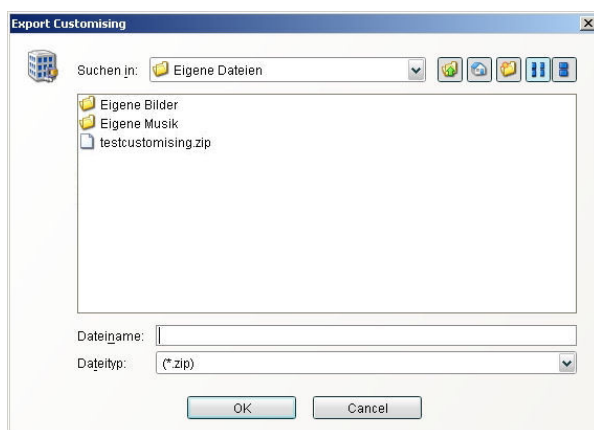 Export Customising
Suchen in: Eigene Dateien
Eigene Bilder
Eigene Musik
testcustomising.zip
Dateiname:
Dateityp: (*.zip)
OK Cancel